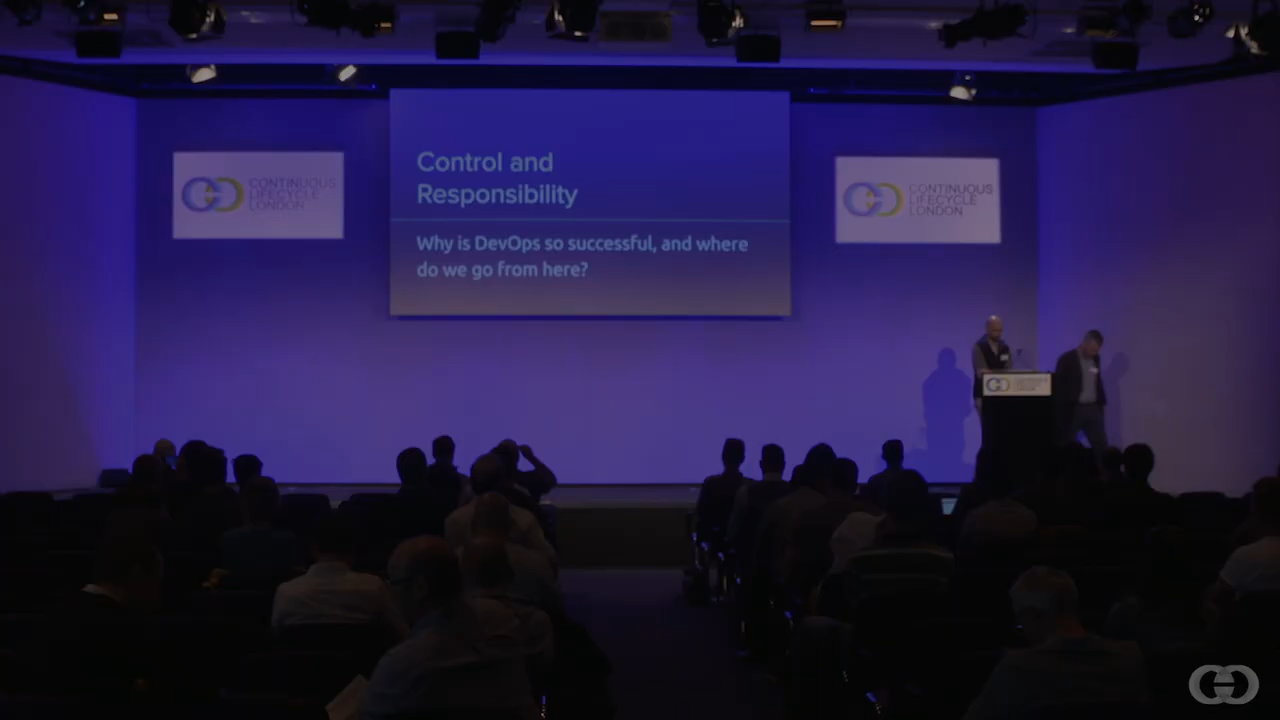 Control and
Responsibility
Why is DevOps so successful, and where
do we go from here?
CONTINUOUS
LIFECYCLE
LONDON
CONTINUOUS
LIFECYCLE
LONDON